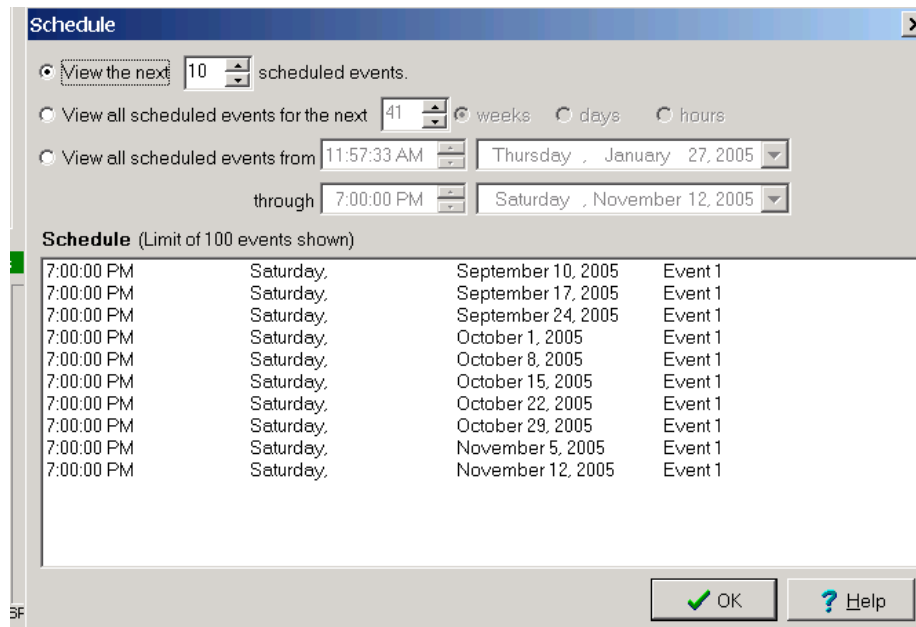 Schedule
View the next 10 scheduled events.
View all scheduled events for the next 41 weeks days hours
View all scheduled events from 11:57:33 AM Thursday , January 27, 2005
through 7:00:00 PM Saturday , November 12, 2005
Schedule (Limit of 100 events shown)
7:00:00 PM Saturday, September 10, 2005 Event 1
7:00:00 PM Saturday, September 17, 2005 Event 1
7:00:00 PM Saturday, September 24, 2005 Event 1
7:00:00 PM Saturday, October 1, 2005 Event 1
7:00:00 PM Saturday, October 8, 2005 Event 1
7:00:00 PM Saturday, October 15, 2005 Event 1
7:00:00 PM Saturday, October 22, 2005 Event 1
7:00:00 PM Saturday, October 29, 2005 Event 1
7:00:00 PM Saturday, November 5, 2005 Event 1
7:00:00 PM Saturday, November 12, 2005 Event 1
OK Help